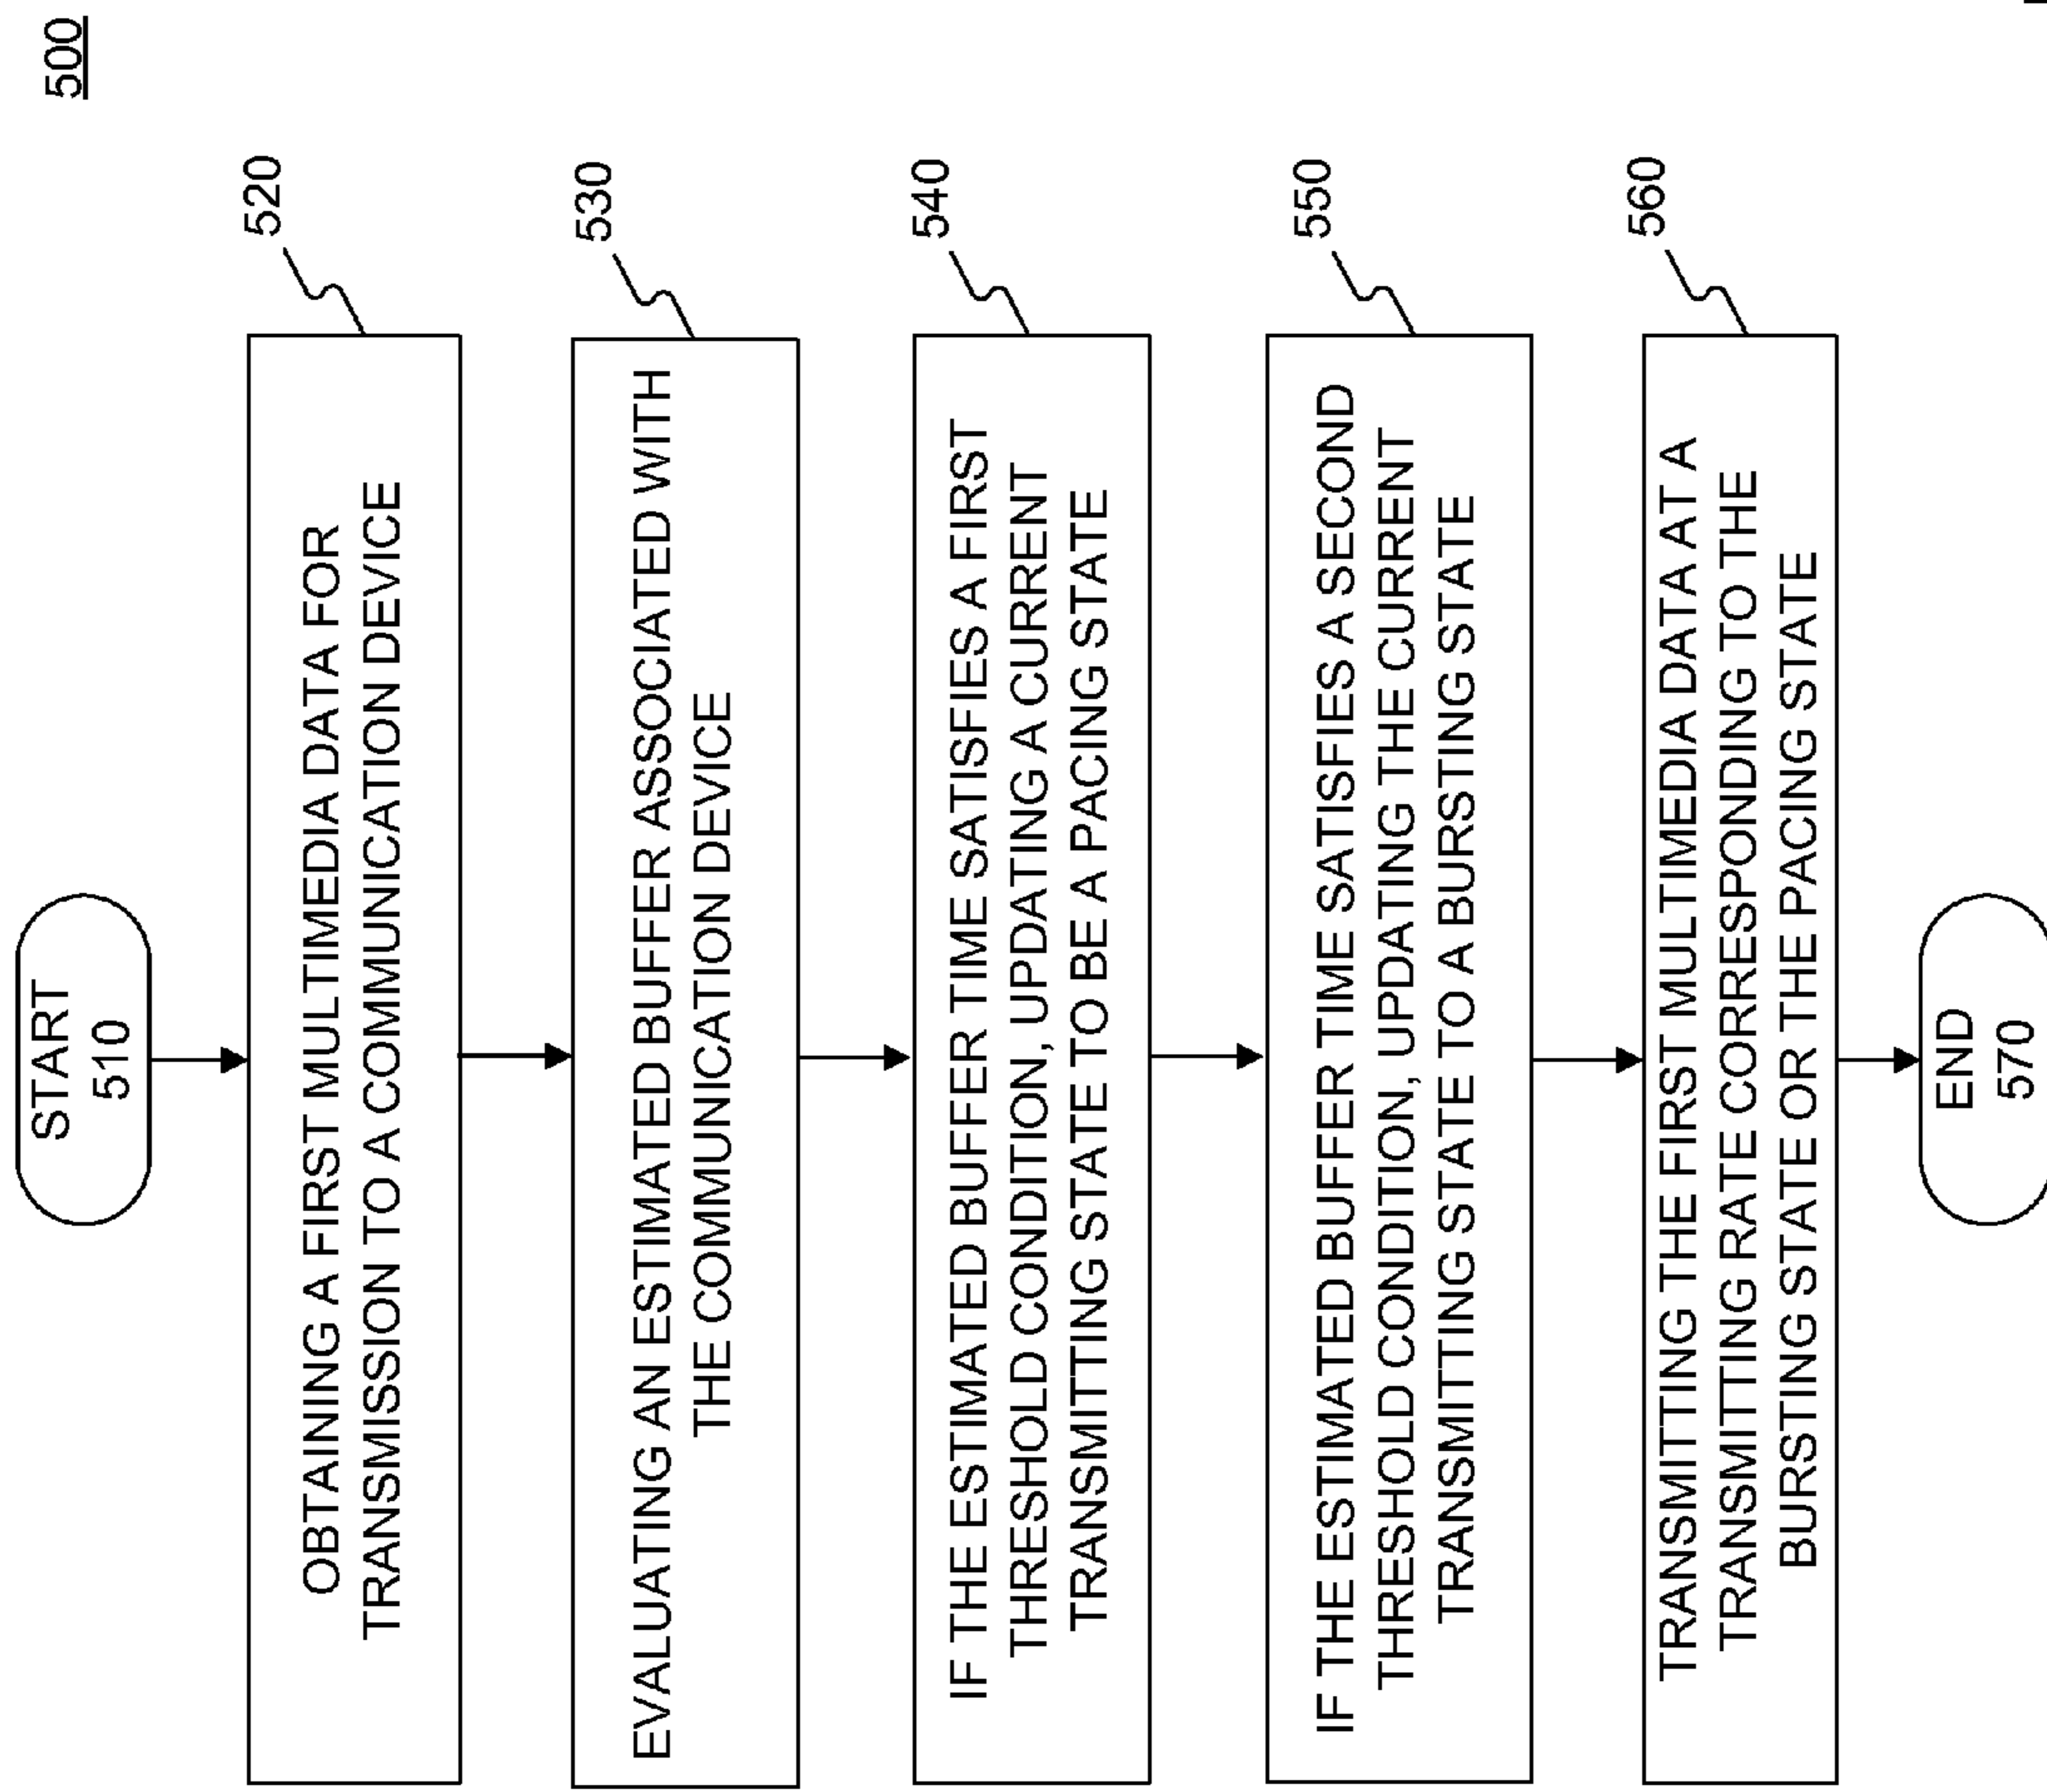 500
START
510
OBTAINING A FIRST MULTIMEDIA DATA FOR
TRANSMISSION TO A COMMUNICATION DEVICE
520
EVALUATING AN ESTIMATED BUFFER ASSOCIATED WITH
THE COMMUNICATION DEVICE
530
IF THE ESTIMATED BUFFER TIME SATISFIES A FIRST
THRESHOLD CONDITION, UPDATING A CURRENT
TRANSMITTING STATE TO BE A PACING STATE
540
IF THE ESTIMATED BUFFER TIME SATISFIES A SECOND
THRESHOLD CONDITION, UPDATING THE CURRENT
TRANSMITTING STATE TO A BURSTING STATE
550
TRANSMITTING THE FIRST MULTIMEDIA DATA AT A
TRANSMITTING RATE CORRESPONDING TO THE
BURSTING STATE OR THE PACING STATE
560
END
570